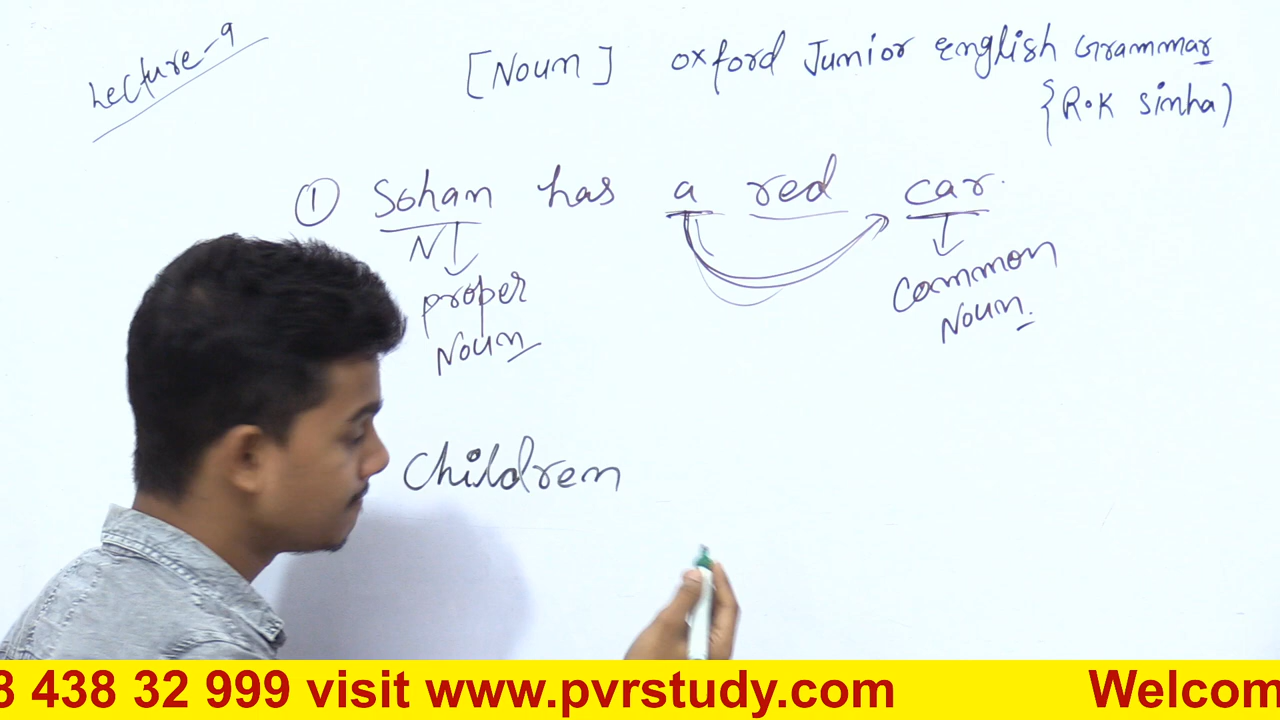 Lecture-9
[Noun] oxford Junior English Grammar
{R.K Sinha)
① Sohan has a red car.
N
proper
Noun
Common
Noun.
Children
8 438 32 999 visit www.pvrstudy.com Welcom